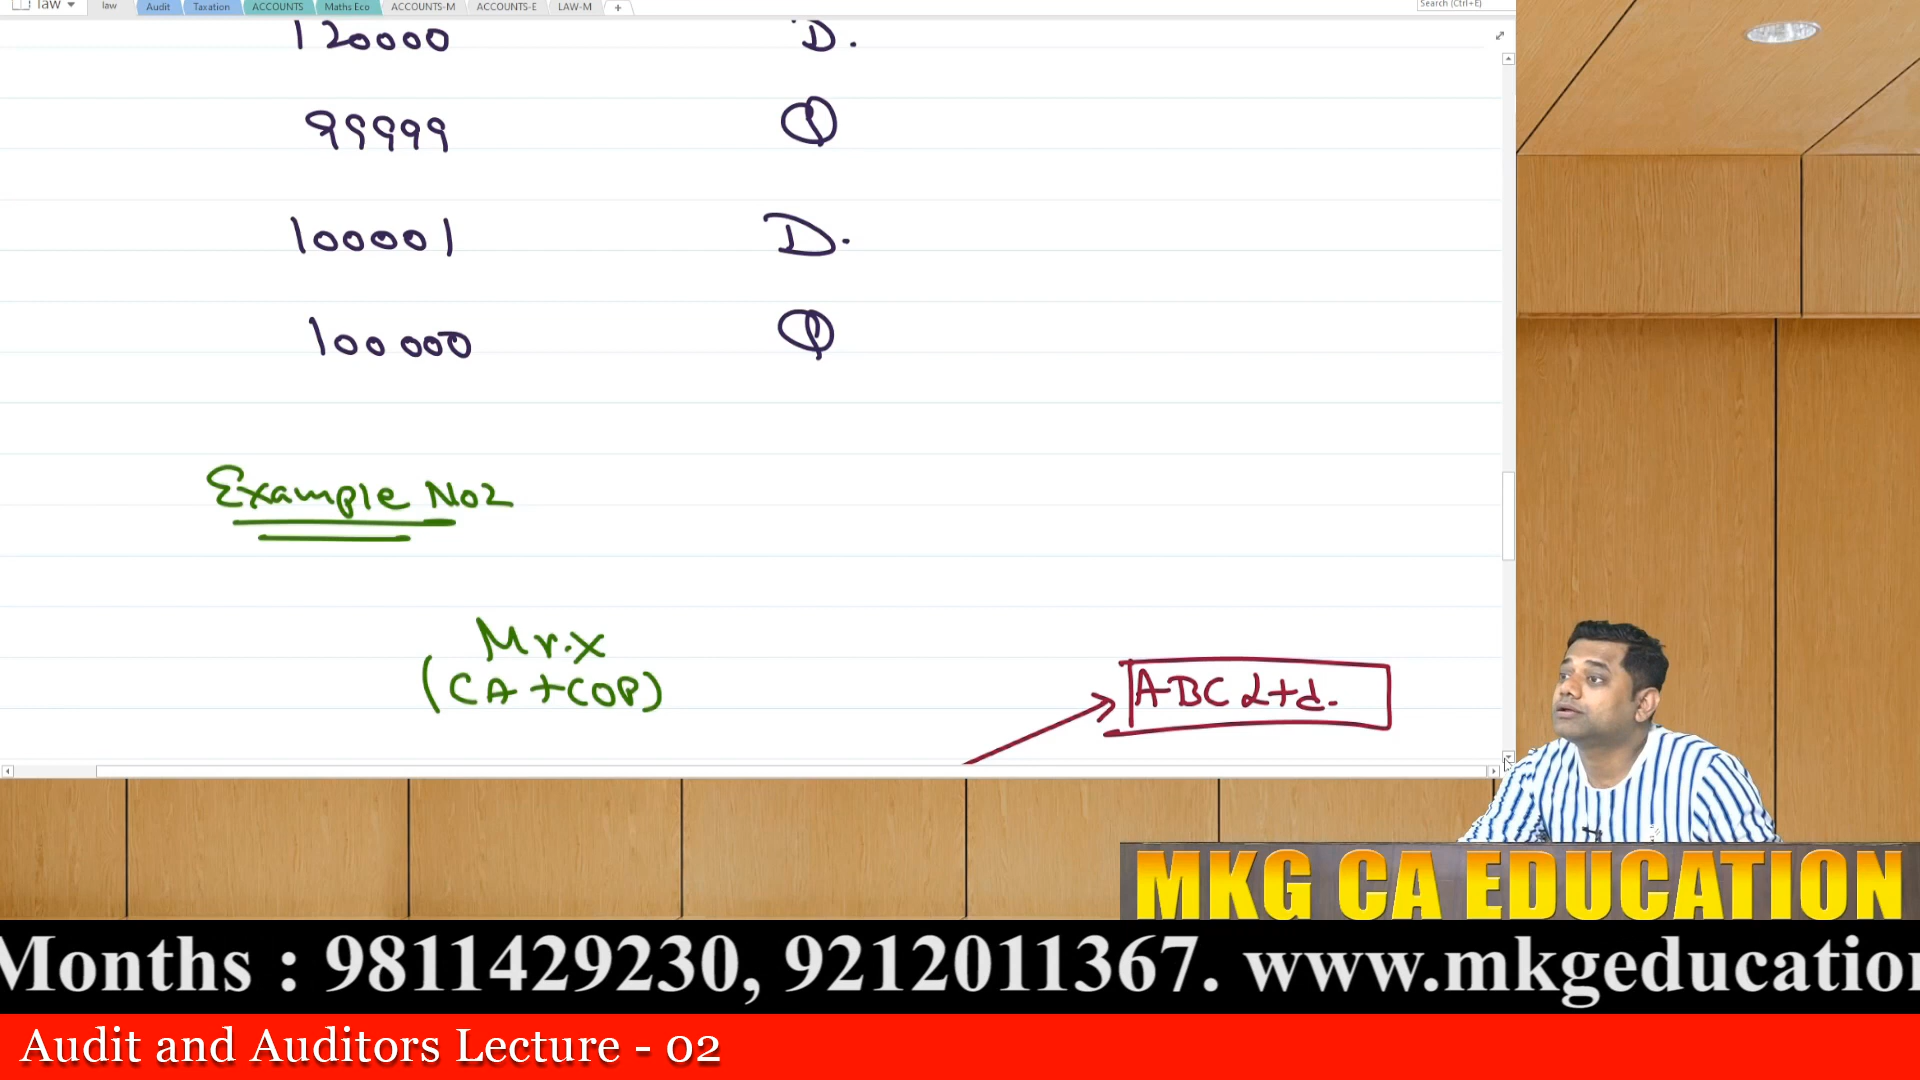 law law Audit Taxation ACCOUNTS Maths Eco ACCOUNTS-M ACCOUNTS-E LAW-M + Search (Ctrl+E)
120000 D.
99999 Q
100001 D.
100000 Q
Example No2
Mr.X
(CA+COP)
ABC Ltd.
MKG CA EDUCATION
Months : 9811429230, 9212011367. www.mkgeducation
Audit and Auditors Lecture - 02